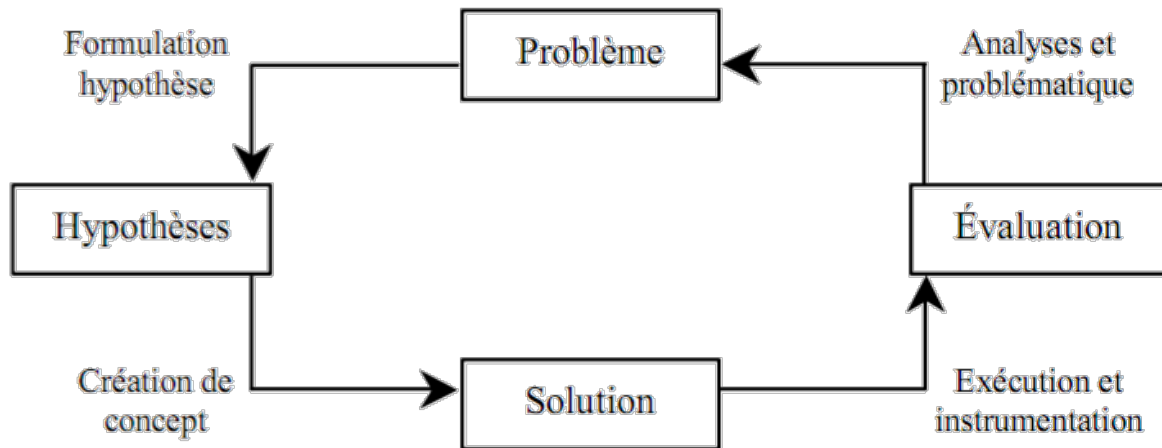 Formulation
hypothèse
Problème
Analyses et
problématique
Hypothèses
Évaluation
Création de
concept
Solution
Exécution et
instrumentation